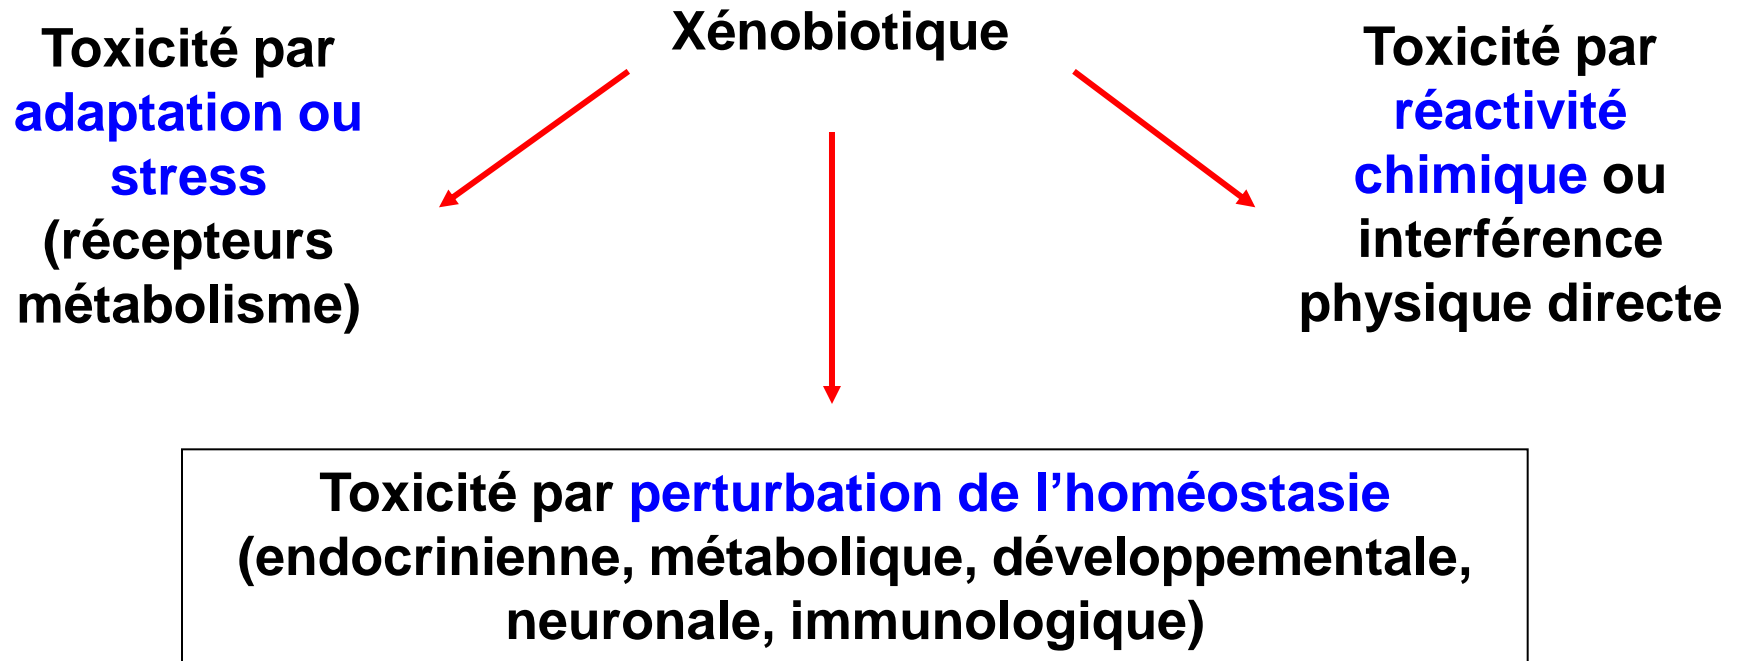 Xénobiotique
Toxicité par
adaptation ou
stress
(récepteurs
métabolisme)
Toxicité par
réactivité
chimique ou
interférence
physique directe
Toxicité par perturbation de l’homéostasie
(endocrinienne, métabolique, développementale,
neuronale, immunologique)